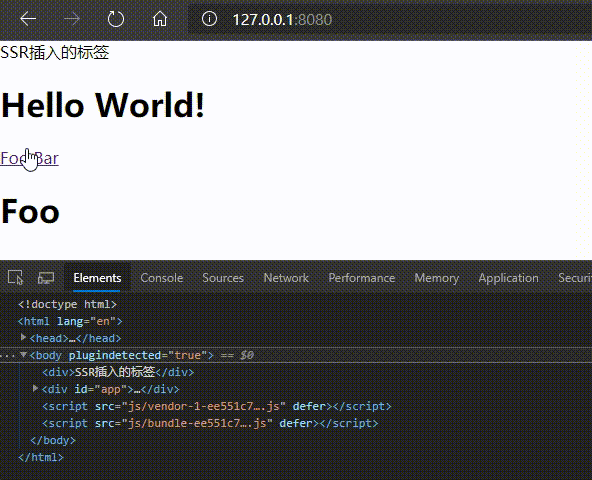 127.0.0.1:8080
SSR插入的标签
Hello World!
Foo Bar
Foo
Elements Console Sources Network Performance Memory Application Securi
<!doctype html>
<html lang="en">
<head>…</head>
<body plugindetected="true"> == $0
<div>SSR插入的标签</div>
<div id="app">…</div>
<script src="js/vendor-1-ee551c7….js" defer></script>
<script src="js/bundle-ee551c7….js" defer></script>
</body>
</html>